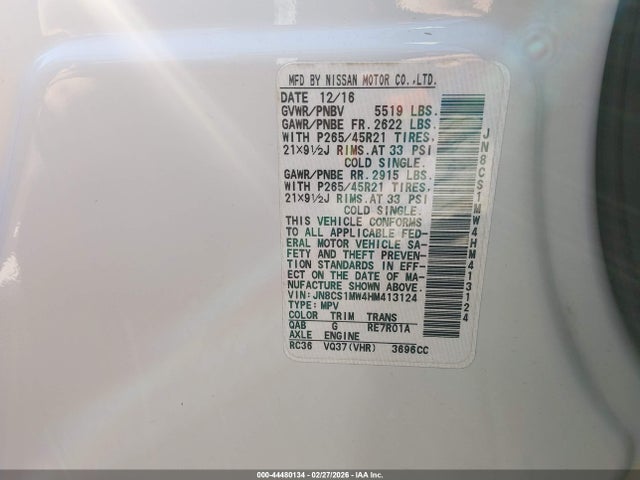 MFD BY NISSAN MOTOR CO.,LTD.
DATE 12/16
GVWR/PNBV 5519 LBS.
GAWR/PNBE FR. 2622 LBS.
WITH P265/45R21 TIRES,
21X9½J RIMS.AT 33 PSI
COLD SINGLE.
GAWR/PNBE RR. 2915 LBS.
WITH P265/45R21 TIRES,
21X9½J RIMS.AT 33 PSI
COLD SINGLE.
THIS VEHICLE CONFORMS
TO ALL APPLICABLE FED-
ERAL MOTOR VEHICLE SA-
FETY AND THEFT PREVEN-
TION STANDARDS IN EFF-
ECT ON THE DATE OF MA-
NUFACTURE SHOWN ABOVE.
VIN: JN8CS1MW4HM413124
TYPE: MPV
COLOR TRIM TRANS
QAB G RE7R01A
AXLE ENGINE
RC36 VQ37(VHR) 3696CC
JN8CS1MW4HM413124
000-44480134 | 02/27/2026 | IAA Inc.